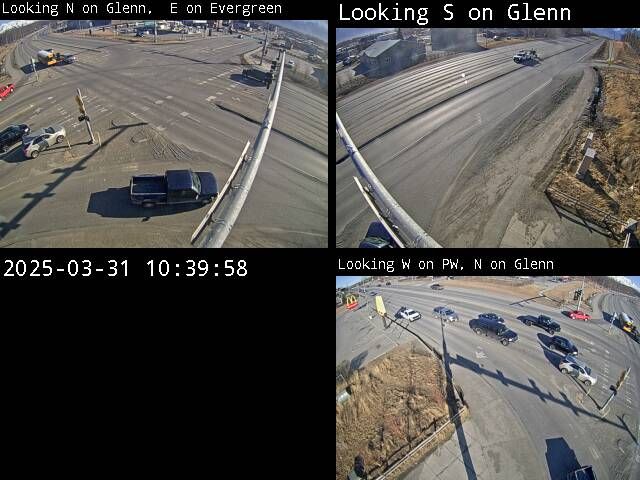 Looking N on Glenn, E on Evergreen
Looking S on Glenn
2025-03-31 10:39:58
Looking W on PW, N on Glenn